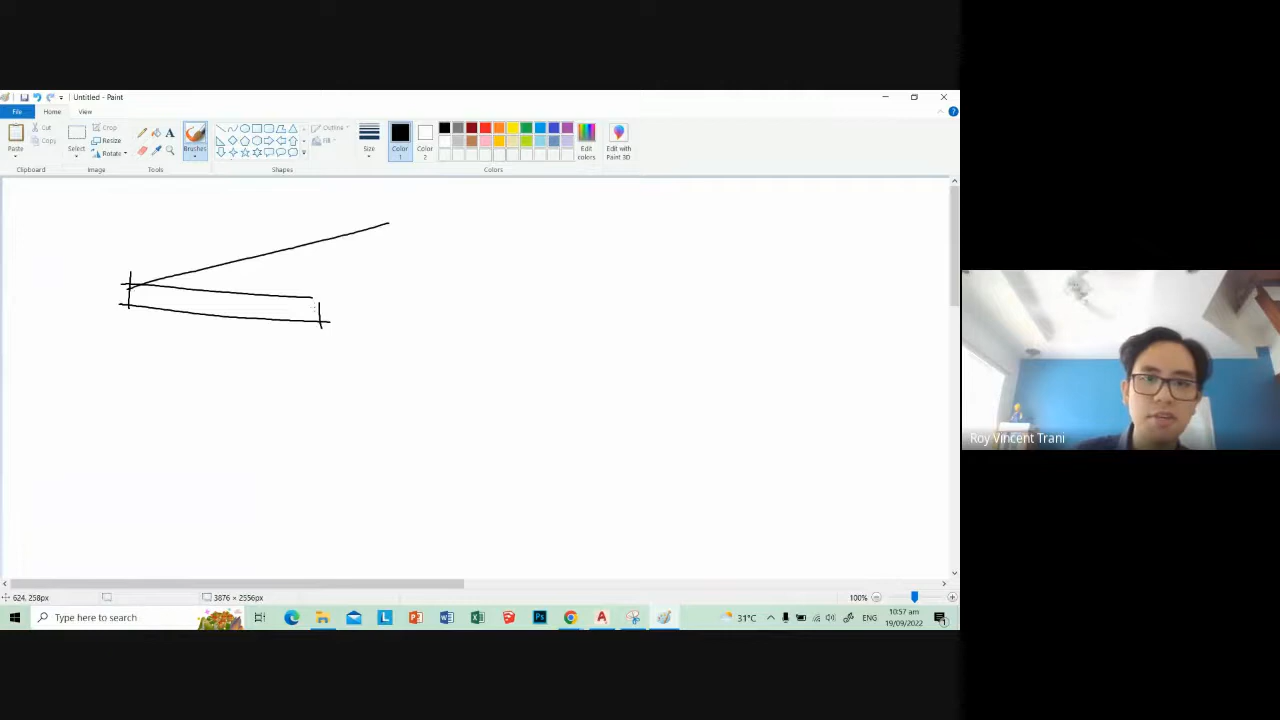 Untitled - Paint
File Home View
Paste Cut Copy Select Crop Resize Rotate Brushes Outline Fill Size Color 1 Color 2 Edit colors Edit with Paint 3D
Clipboard Image Tools Shapes Colors
Roy Vincent Trani
624, 258px 3876 × 2556px 100%
Type here to search 31°C ENG 10:57 am
19/09/2022